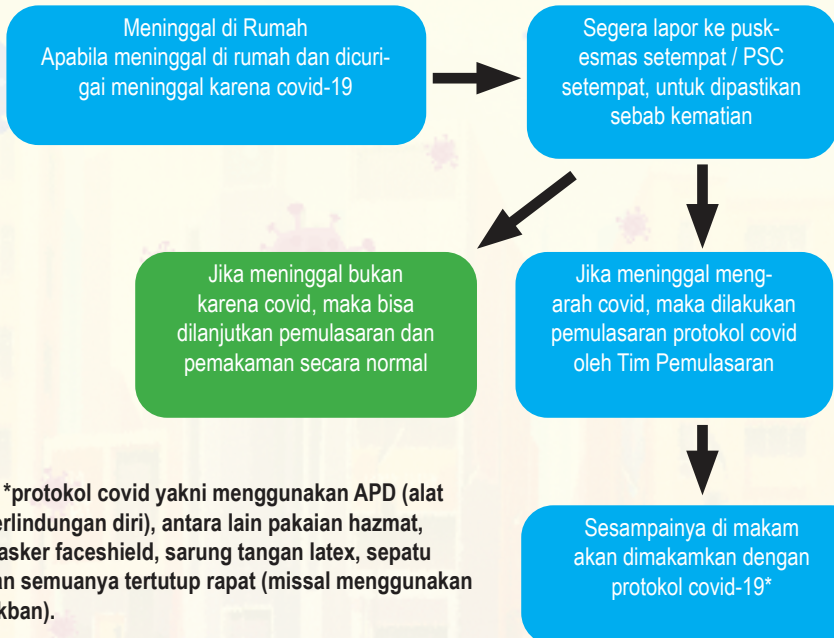 Meninggal di Rumah
Apabila meninggal di rumah dan dicuri-
gai meninggal karena covid-19
Segera lapor ke pusk-
esmas setempat / PSC
setempat, untuk dipastikan
sebab kematian
Jika meninggal bukan
karena covid, maka bisa
dilanjutkan pemulasaran dan
pemakaman secara normal
Jika meninggal meng-
arah covid, maka dilakukan
pemulasaran protokol covid
oleh Tim Pemulasaran
Sesampainya di makam
akan dimakamkan dengan
protokol covid-19*
*protokol covid yakni menggunakan APD (alat
erlindungan diri), antara lain pakaian hazmat,
asker faceshield, sarung tangan latex, sepatu
an semuanya tertutup rapat (missal menggunakan
kban).